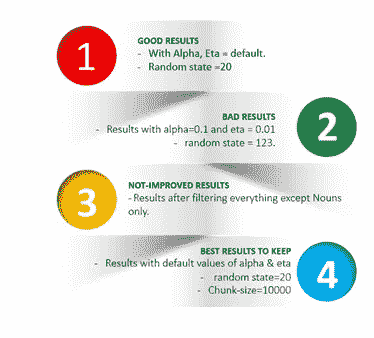 1
GOOD RESULTS
- With Alpha, Eta = default.
- Random state =20
2
BAD RESULTS
- Results with alpha=0.1 and eta = 0.01
- random state = 123.
3
NOT-IMPROVED RESULTS
-Results after filtering everything except Nouns
only.
4
BEST RESULTS TO KEEP
- Results with default values of alpha & eta
- random state=20
- Chunk-size=10000